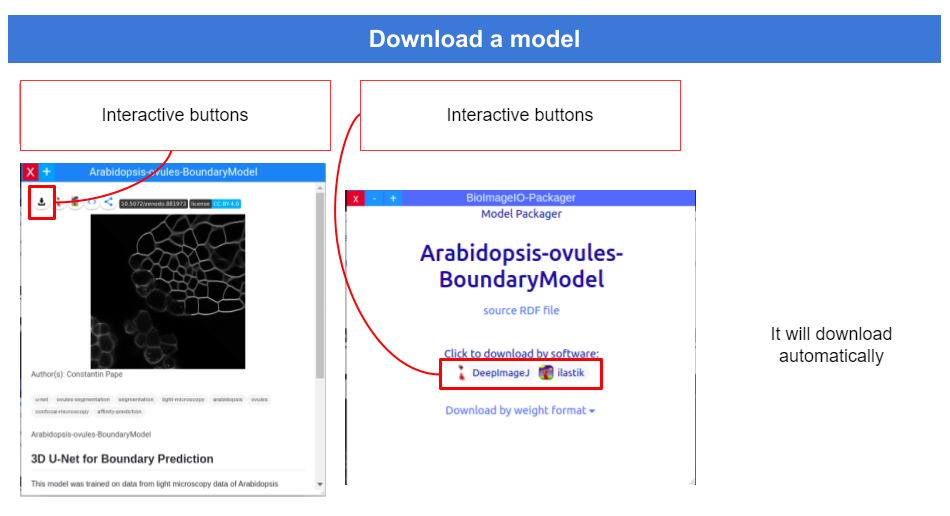 Download a model
Interactive buttons
Interactive buttons
X + Arabidopsis-ovules-BoundaryModel
10.5072/zenodo.881973 license CC-BY-4.0
Author(s): Constantin Pape
u-net ovules-segmentation segmentation light-microscopy arabidopsis ovules
confocal-microscopy affinity-prediction
Arabidopsis-ovules-BoundaryModel
3D U-Net for Boundary Prediction
This model was trained on data from light microscopy data of Arabidopsis
x - + BioImageIO-Packager
Model Packager
Arabidopsis-ovules-
BoundaryModel
source RDF file
Click to download by software:
DeepImageJ ilastik
Download by weight format
It will download
automatically